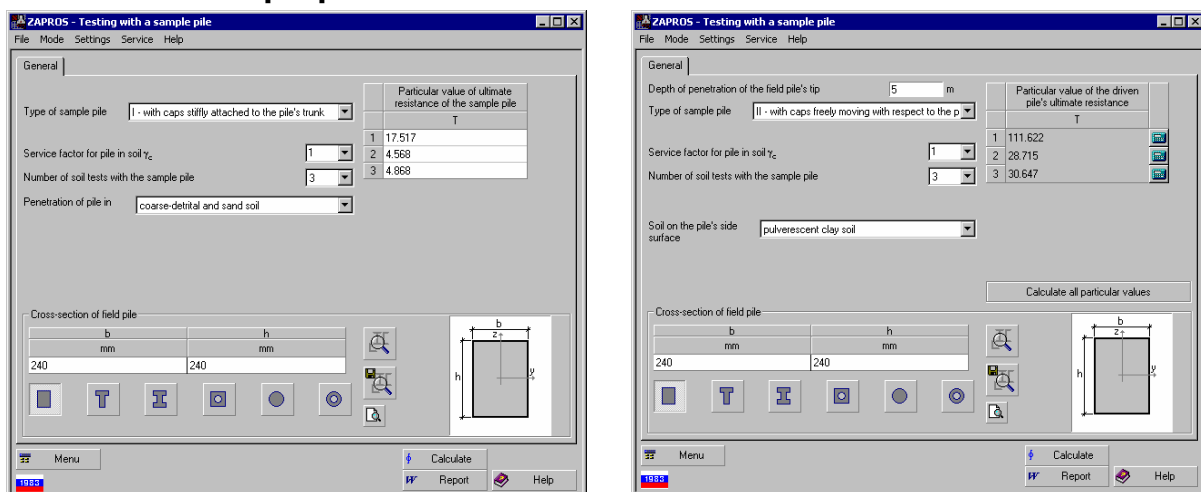 ZAPROS - Testing with a sample pile
File Mode Settings Service Help
General
Type of sample pile I - with caps stiffly attached to the pile's trunk
Particular value of ultimate
resistance of the sample pile
T
Service factor for pile in soil γc 1
Number of soil tests with the sample pile 3
1 17.517
2 4.568
3 4.868
Penetration of pile in coarse-detrital and sand soil
Cross-section of field pile
b h
mm mm
240 240
b
z
h
y
Menu
Calculate
1983
Report Help
ZAPROS - Testing with a sample pile
File Mode Settings Service Help
General
Depth of penetration of the field pile's tip 5 m
Type of sample pile II - with caps freely moving with respect to the p
Particular value of the driven
pile's ultimate resistance
T
Service factor for pile in soil γc 1
Number of soil tests with the sample pile 3
1 111.622
2 28.715
3 30.647
Soil on the pile's side
surface
pulverescent clay soil
Calculate all particular values
Cross-section of field pile
b h
mm mm
240 240
b
z
h
y
Menu
Calculate
1983
Report Help